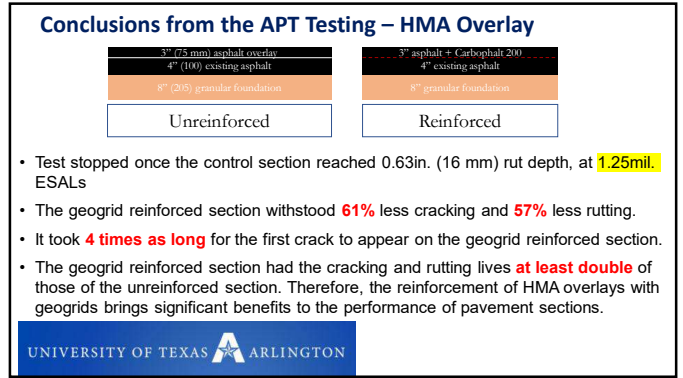 Conclusions from the APT Testing – HMA Overlay
3” (75 mm) asphalt overlay
4” (100) existing asphalt
8” (205) granular foundation
Unreinforced
3” asphalt + Carbophalt 200
4” existing asphalt
8” granular foundation
Reinforced
• Test stopped once the control section reached 0.63in. (16 mm) rut depth, at 1.25mil.
ESALs
• The geogrid reinforced section withstood 61% less cracking and 57% less rutting.
• It took 4 times as long for the first crack to appear on the geogrid reinforced section.
• The geogrid reinforced section had the cracking and rutting lives at least double of
those of the unreinforced section. Therefore, the reinforcement of HMA overlays with
geogrids brings significant benefits to the performance of pavement sections.
UNIVERSITY OF TEXAS A ARLINGTON